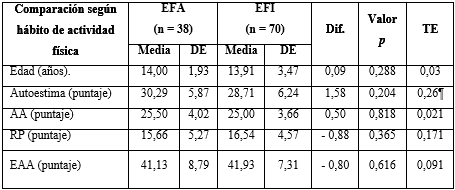 Comparación según hábito de actividad física | EFA (n = 38) | EFI (n = 70) | Dif. | Valor p | TE
Media | DE | Media | DE
Edad (años). | 14,00 | 1,93 | 13,91 | 3,47 | 0,09 | 0,288 | 0,03
Autoestima (puntaje) | 30,29 | 5,87 | 28,71 | 6,24 | 1,58 | 0,204 | 0,26¶
AA (puntaje) | 25,50 | 4,02 | 25,00 | 3,66 | 0,50 | 0,818 | 0,021
RP (puntaje) | 15,66 | 5,27 | 16,54 | 4,57 | - 0,88 | 0,365 | 0,171
EAA (puntaje) | 41,13 | 8,79 | 41,93 | 7,31 | - 0,80 | 0,616 | 0,091